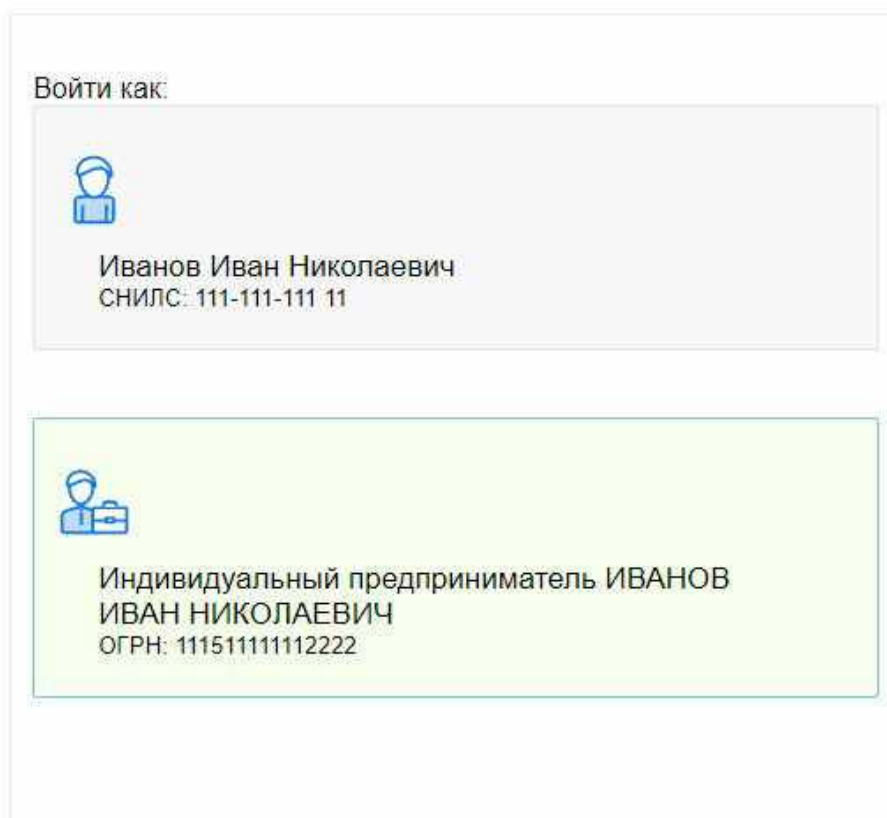 Войти как:
Иванов Иван Николаевич
СНИЛС: 111-111-111 11
Индивидуальный предприниматель ИВАНОВ
ИВАН НИКОЛАЕВИЧ
ОГРН: 111511111112222